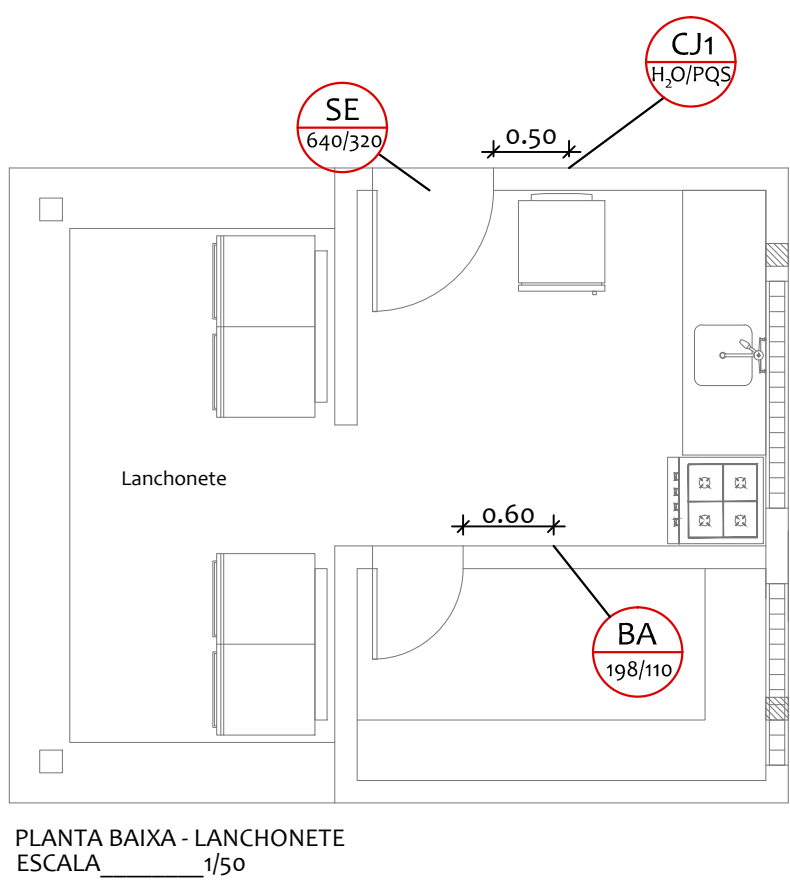 CJ1
H₂O/PQS
SE
640/320
0.50
Lanchonete
0.60
BA
198/110
PLANTA BAIXA - LANCHONETE
ESCALA________1/50